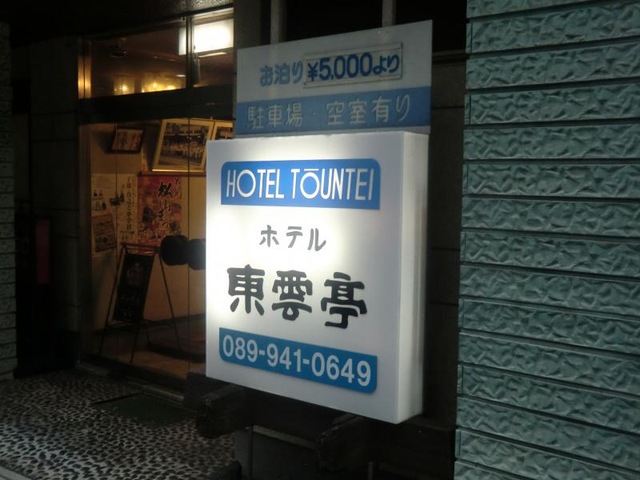 お泊り ¥5,000より
駐車場・空室有り
HOTEL TŌUNTEI
ホテル
東雲亭
089-941-0649